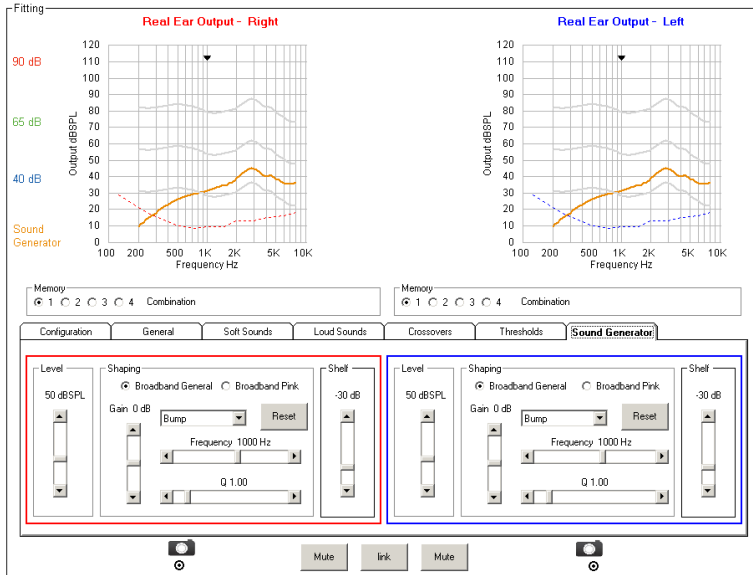 Fitting
Real Ear Output - Right
Real Ear Output - Left
90 dB
65 dB
40 dB
Sound
Generator
Output dBSPL
120
110
100
90
80
70
60
50
40
30
20
10
0
100 200 500 1K 2K 5K 10K
Frequency Hz
Output dBSPL
120
110
100
90
80
70
60
50
40
30
20
10
0
100 200 500 1K 2K 5K 10K
Frequency Hz
Memory
1 2 3 4 Combination
Memory
1 2 3 4 Combination
Configuration General Soft Sounds Loud Sounds Crossovers Thresholds Sound Generator
Level
50 dBSPL
Shaping
Broadband General Broadband Pink
Gain 0 dB
Bump
Reset
Frequency 1000 Hz
Q 1.00
Shelf
-30 dB
Level
50 dBSPL
Shaping
Broadband General Broadband Pink
Gain 0 dB
Bump
Reset
Frequency 1000 Hz
Q 1.00
Shelf
-30 dB
Mute link Mute